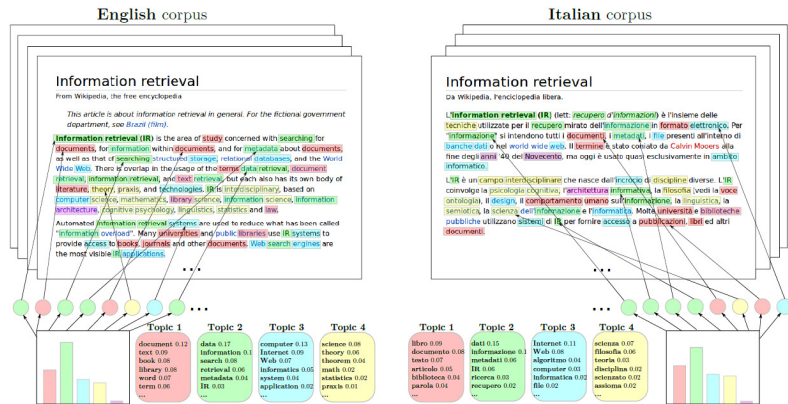 English corpus
Information retrieval
From Wikipedia, the free encyclopedia
This article is about information retrieval in general. For the fictional government
department, see Brazil (film).
Information retrieval (IR) is the area of study concerned with searching for
documents, for information within documents, and for metadata about documents,
as well as that of searching structured storage, relational databases, and the World
Wide Web. There is overlap in the usage of the terms data retrieval, document
retrieval, information retrieval, and text retrieval, but each also has its own body of
literature, theory, praxis, and technologies. IR is interdisciplinary, based on
computer science, mathematics, library science, information science, information
architecture, cognitive psychology, linguistics, statistics and law.
Automated information retrieval systems are used to reduce what has been called
"information overload". Many universities and public libraries use IR systems to
provide access to books, journals and other documents. Web search engines are
the most visible IR applications.
...
...
Topic 1
document 0.12
text 0.09
book 0.08
library 0.08
word 0.07
term 0.06
...
Topic 2
data 0.17
information 0.1
search 0.08
retrieval 0.06
metadata 0.04
IR 0.03
...
Topic 3
computer 0.13
Internet 0.09
Web 0.07
informatics 0.05
system 0.04
application 0.02
...
Topic 4
science 0.08
theory 0.06
theorem 0.04
math 0.02
statistics 0.02
praxis 0.01
...
Italian corpus
Information retrieval
Da Wikipedia, l'enciclopedia libera.
L'information retrieval (IR) (lett: recupero d'informazioni) è l'insieme delle
tecniche utilizzate per il recupero mirato dell'informazione in formato elettronico. Per
"informazione" si intendono tutti i documenti, i metadati, i file presenti all'interno di
banche dati o nel world wide web. Il termine è stato coniato da Calvin Mooers alla
fine degli anni '40 del Novecento, ma oggi è usato quasi esclusivamente in ambito
informatico.
L'IR è un campo interdisciplinare che nasce dall'incrocio di discipline diverse. L'IR
coinvolge la psicologia cognitiva, l'architettura informativa, la filosofia (vedi la voce
ontologia), il design, il comportamento umano sull'informazione, la linguistica, la
semiotica, la scienza dell'informazione e l'informatica. Molte università e biblioteche
pubbliche utilizzano sistemi di IR per fornire accesso a pubblicazioni, libri ed altri
documenti.
...
...
Topic 1
libro 0.09
documento 0.08
testo 0.07
articolo 0.05
biblioteca 0.04
parola 0.04
...
Topic 2
dati 0.15
informazione 0.1
metadati 0.06
IR 0.06
ricerca 0.03
recupero 0.02
...
Topic 3
Internet 0.11
Web 0.08
algoritmo 0.04
computer 0.03
informatica 0.02
file 0.02
...
Topic 4
scienza 0.07
filosofia 0.06
teoria 0.03
disciplina 0.02
scienzato 0.02
assioma 0.02
...